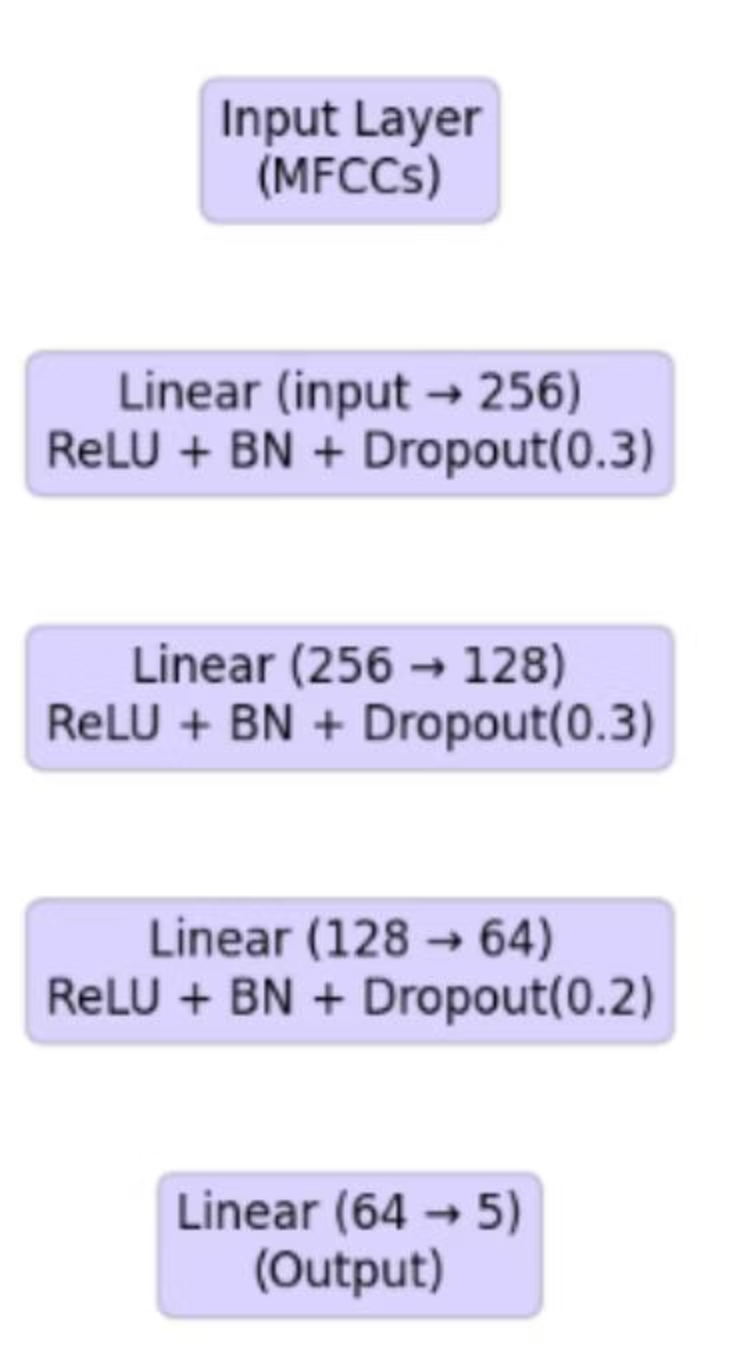 Input Layer
(MFCCs)
Linear (input → 256)
ReLU + BN + Dropout(0.3)
Linear (256 → 128)
ReLU + BN + Dropout(0.3)
Linear (128 → 64)
ReLU + BN + Dropout(0.2)
Linear (64 → 5)
(Output)